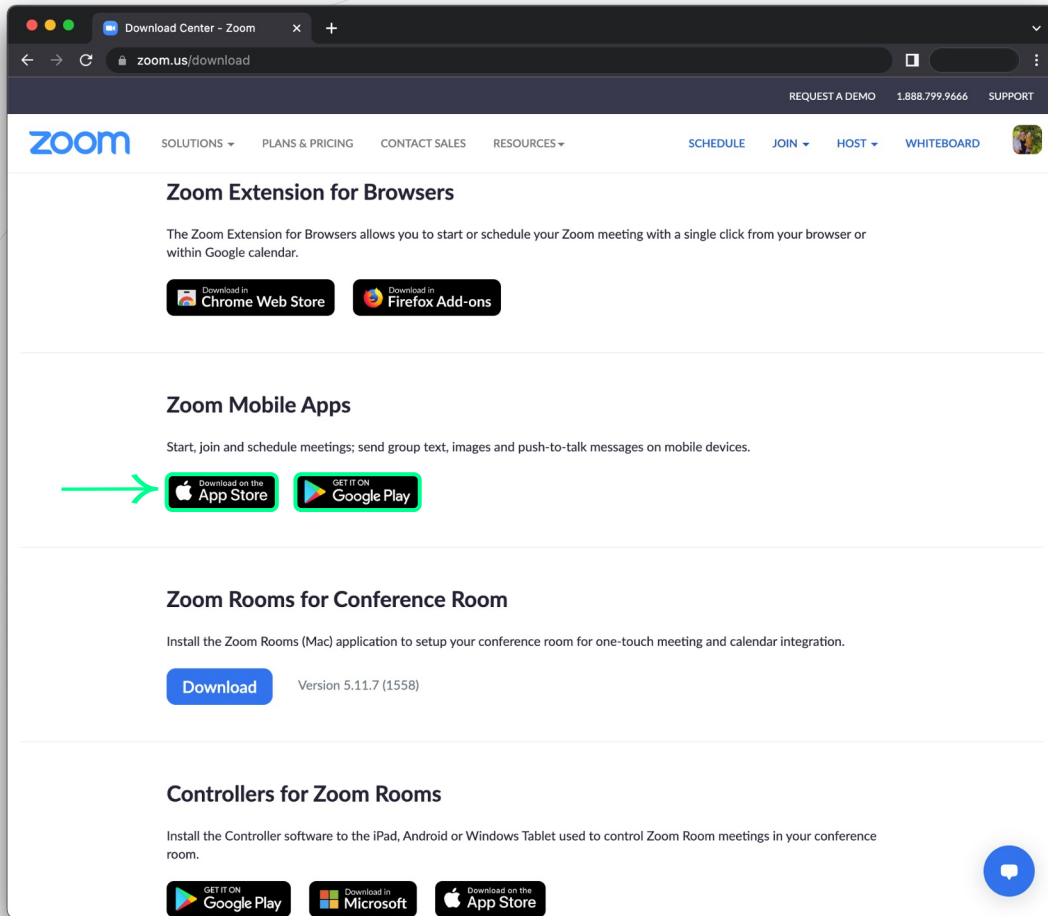 Download Center - Zoom
zoom.us/download
REQUEST A DEMO 1.888.799.9666 SUPPORT
zoom SOLUTIONS PLANS & PRICING CONTACT SALES RESOURCES SCHEDULE JOIN HOST WHITEBOARD
Zoom Extension for Browsers
The Zoom Extension for Browsers allows you to start or schedule your Zoom meeting with a single click from your browser or
within Google calendar.
Download in
Chrome Web Store
Download in
Firefox Add-ons
Zoom Mobile Apps
Start, join and schedule meetings; send group text, images and push-to-talk messages on mobile devices.
Download on the
App Store
GET IT ON
Google Play
Zoom Rooms for Conference Room
Install the Zoom Rooms (Mac) application to setup your conference room for one-touch meeting and calendar integration.
Download Version 5.11.7 (1558)
Controllers for Zoom Rooms
Install the Controller software to the iPad, Android or Windows Tablet used to control Zoom Room meetings in your conference
room.
GET IT ON
Google Play
Download in
Microsoft
Download on the
App Store